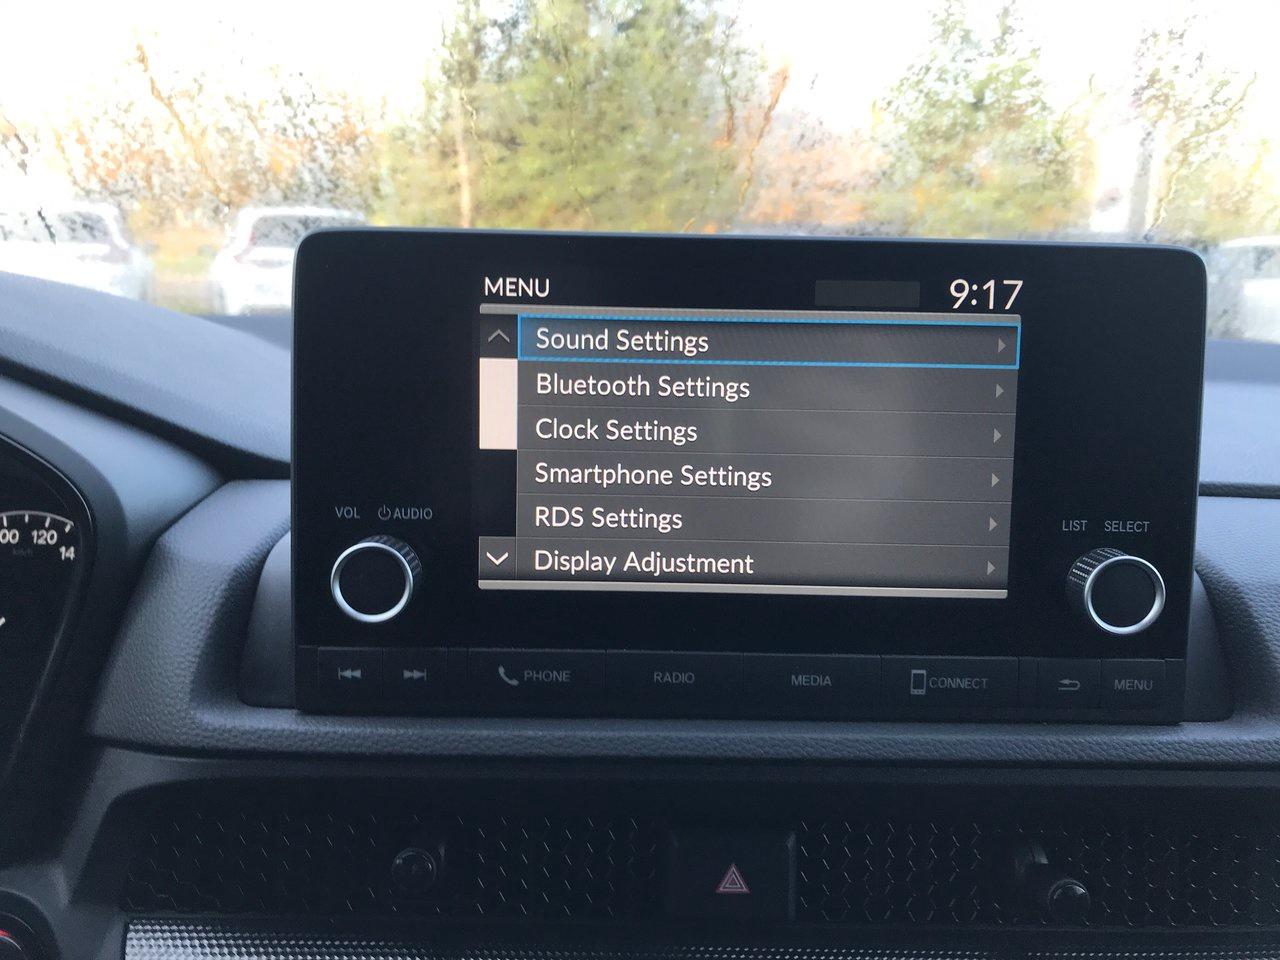 MENU
9:17
Sound Settings
Bluetooth Settings
Clock Settings
Smartphone Settings
RDS Settings
Display Adjustment
VOL AUDIO
LIST SELECT
PHONE
RADIO
MEDIA
CONNECT
MENU
00 120 14
km/h